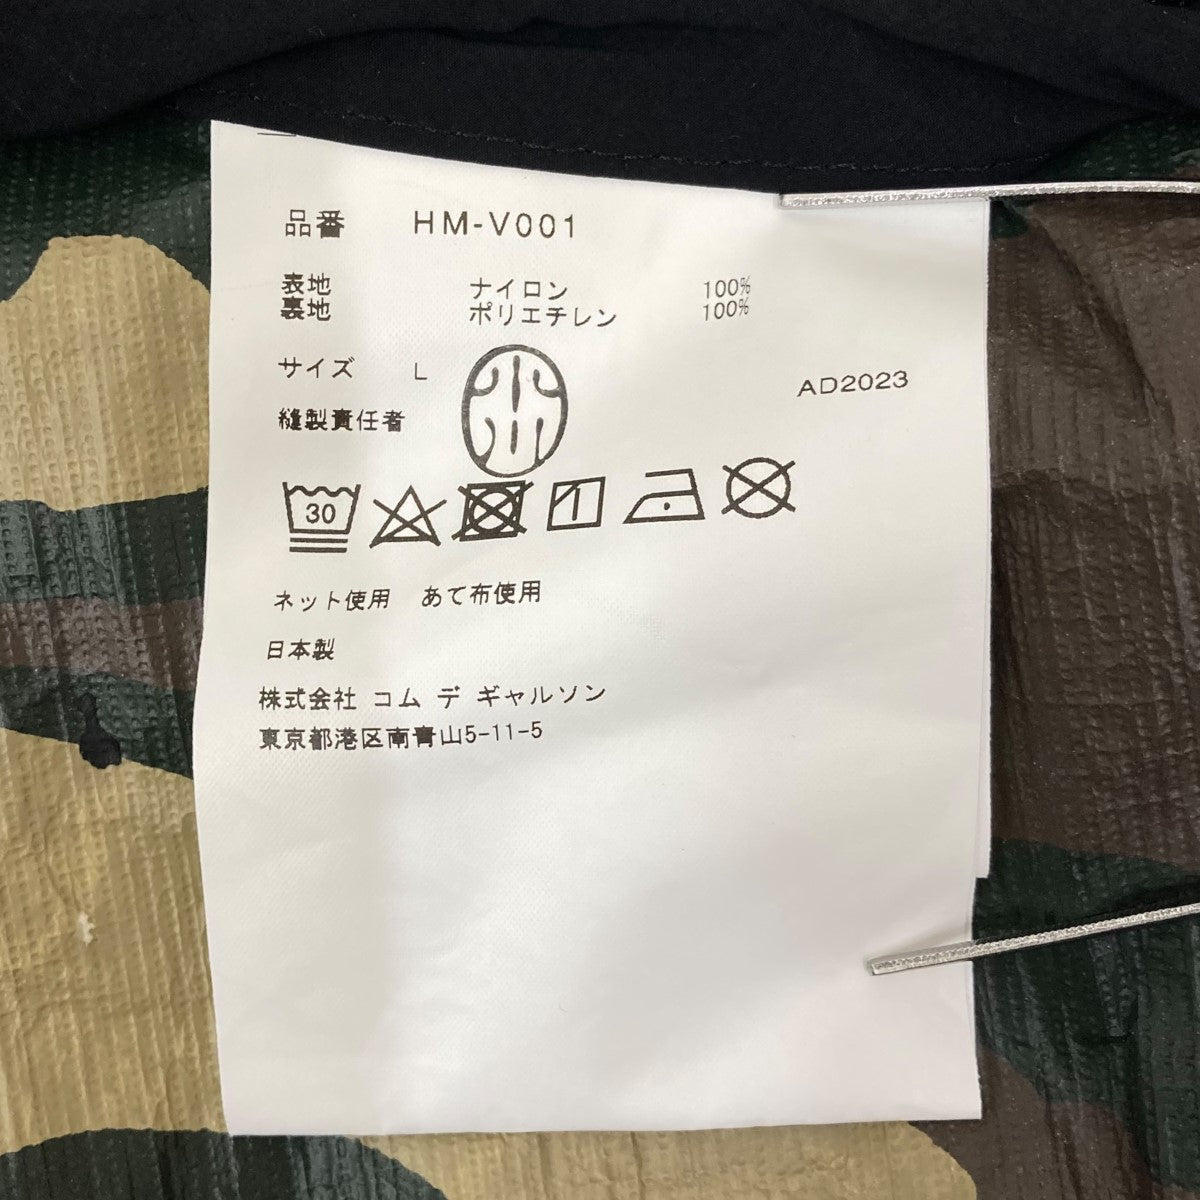 品番 HM-V001
表地 ナイロン 100%
裏地 ポリエチレン 100%
サイズ L
AD2023
縫製責任者
30
ネット使用 あて布使用
日本製
株式会社 コム デ ギャルソン
東京都港区南青山5-11-5